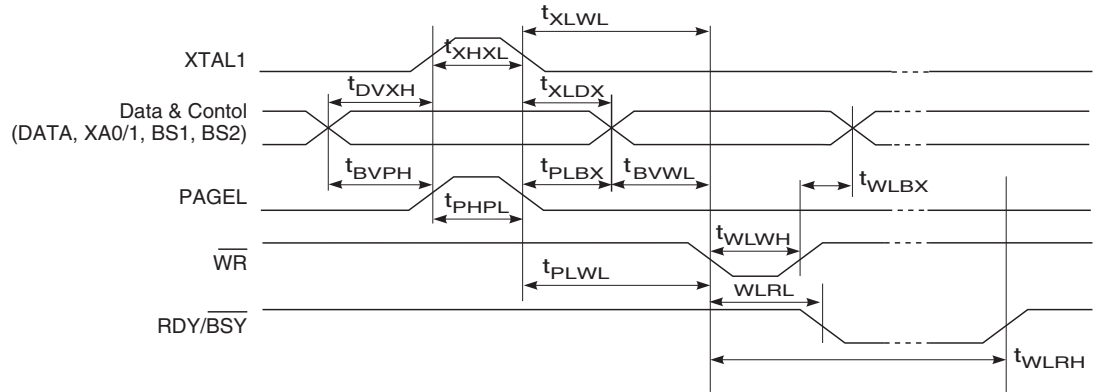 tXLWL
XTAL1
tXHXL
tDVXH
tXLDX
Data & Contol
(DATA, XA0/1, BS1, BS2)
tBVPH
tPLBX
tBVWL
tWLBX
PAGEL
tPHPL
tWLWH
WR
tPLWL
WLRL
RDY/BSY
tWLRH